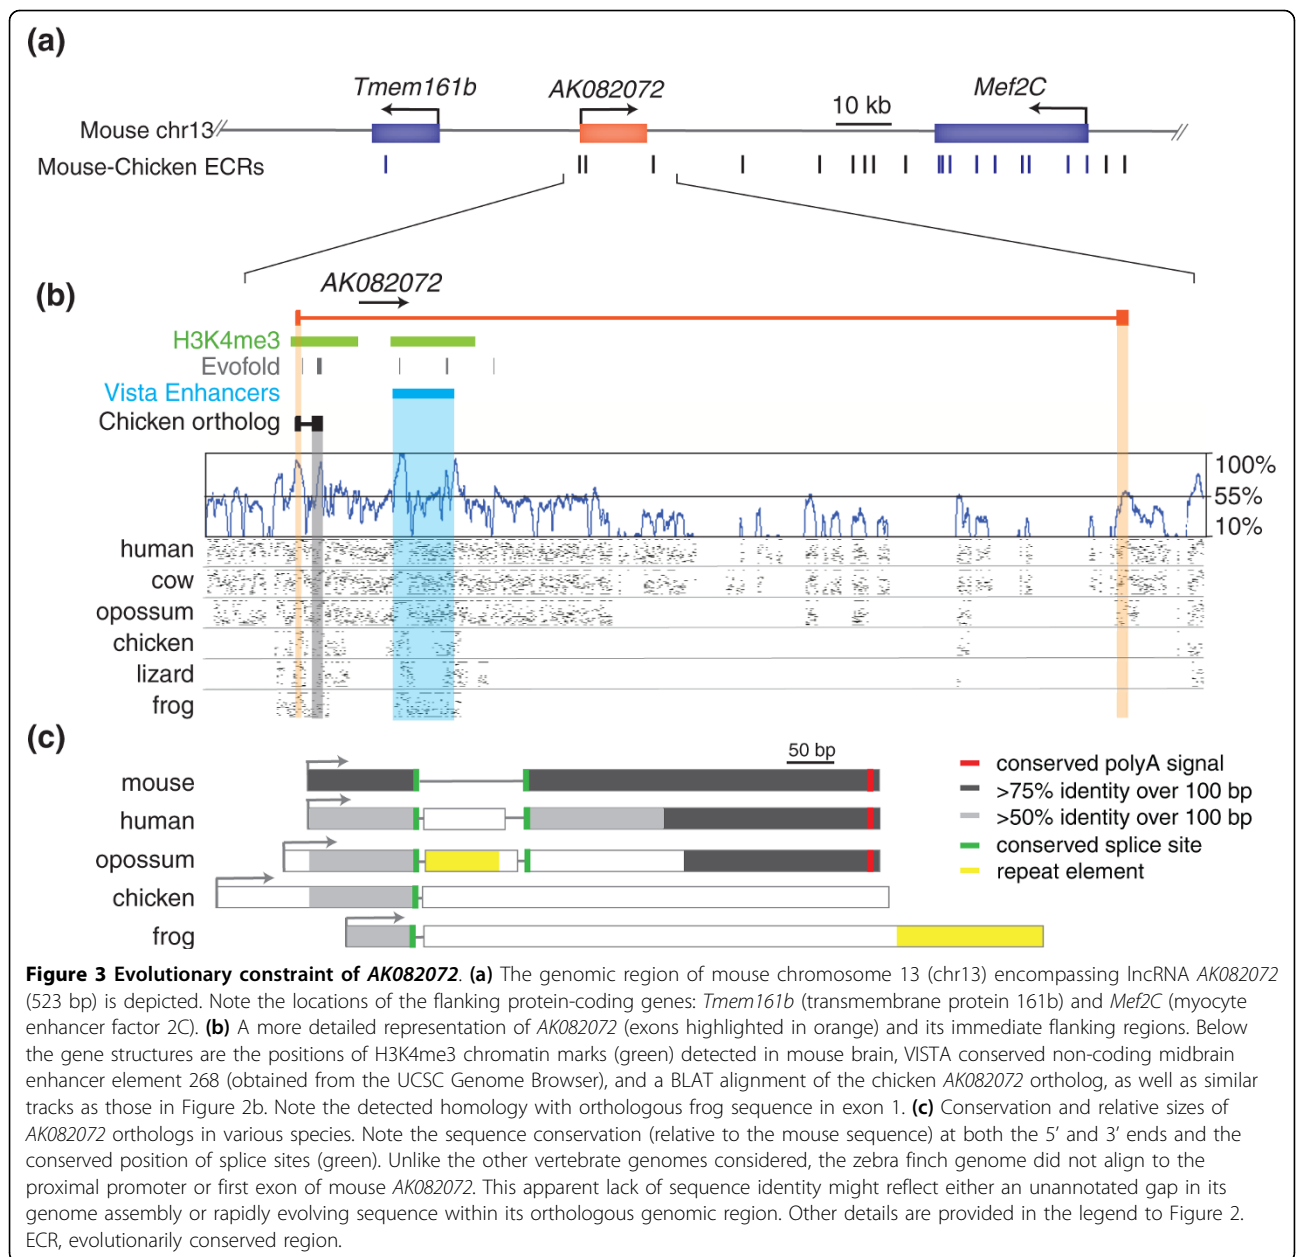 (a)
Tmem161b
AK082072
Mef2C
10 kb
Mouse chr13
Mouse-Chicken ECRs
(b)
AK082072
H3K4me3
Evofold
Vista Enhancers
Chicken ortholog
100%
55%
10%
human
cow
opossum
chicken
lizard
frog
(c)
50 bp
mouse
human
opossum
chicken
frog
conserved polyA signal
>75% identity over 100 bp
>50% identity over 100 bp
conserved splice site
repeat element
Figure 3 Evolutionary constraint of AK082072. (a) The genomic region of mouse chromosome 13 (chr13) encompassing lncRNA AK082072
(523 bp) is depicted. Note the locations of the flanking protein-coding genes: Tmem161b (transmembrane protein 161b) and Mef2C (myocyte
enhancer factor 2C). (b) A more detailed representation of AK082072 (exons highlighted in orange) and its immediate flanking regions. Below
the gene structures are the positions of H3K4me3 chromatin marks (green) detected in mouse brain, VISTA conserved non-coding midbrain
enhancer element 268 (obtained from the UCSC Genome Browser), and a BLAT alignment of the chicken AK082072 ortholog, as well as similar
tracks as those in Figure 2b. Note the detected homology with orthologous frog sequence in exon 1. (c) Conservation and relative sizes of
AK082072 orthologs in various species. Note the sequence conservation (relative to the mouse sequence) at both the 5’ and 3’ ends and the
conserved position of splice sites (green). Unlike the other vertebrate genomes considered, the zebra finch genome did not align to the
proximal promoter or first exon of mouse AK082072. This apparent lack of sequence identity might reflect either an unannotated gap in its
genome assembly or rapidly evolving sequence within its orthologous genomic region. Other details are provided in the legend to Figure 2.
ECR, evolutionarily conserved region.